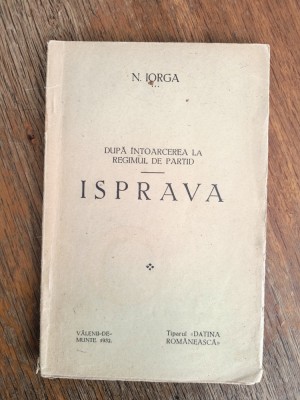 N. IORGA
DUPĂ ÎNTOARCEREA LA
REGIMUL DE PARTID
ISPRAVA
VĂLENII-DE-
MUNTE 1932.
Tiparul «DATINA
ROMÂNEASCĂ»